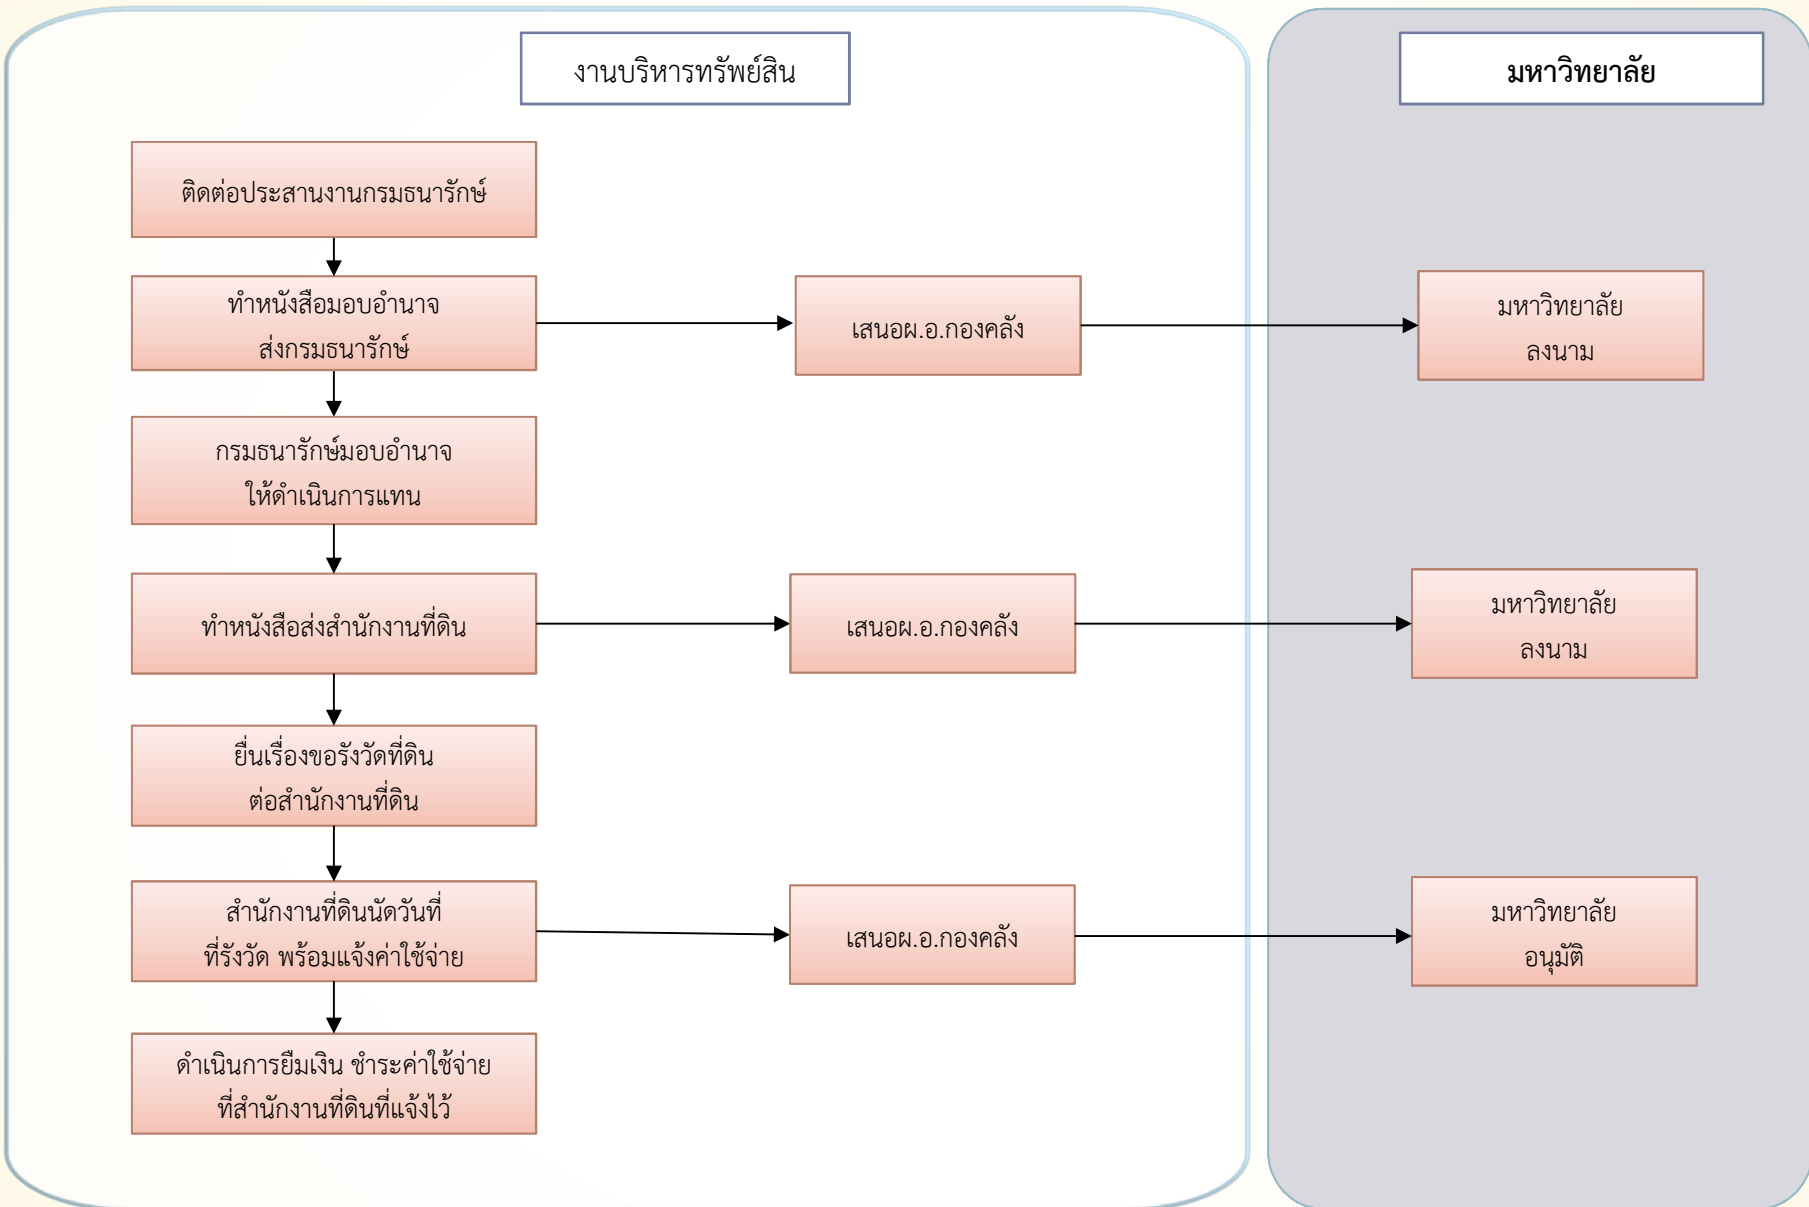 งานบริหารทรัพย์สิน
มหาวิทยาลัย
ติดต่อประสานงานกรมธนารักษ์
ทำหนังสือมอบอำนาจ
ส่งกรมธนารักษ์
เสนอผ.อ.กองคลัง
มหาวิทยาลัย
ลงนาม
กรมธนารักษ์มอบอำนาจ
ให้ดำเนินการแทน
ทำหนังสือส่งสำนักงานที่ดิน
เสนอผ.อ.กองคลัง
มหาวิทยาลัย
ลงนาม
ยื่นเรื่องขอรังวัดที่ดิน
ต่อสำนักงานที่ดิน
สำนักงานที่ดินนัดวันที่
ที่รังวัด พร้อมแจ้งค่าใช้จ่าย
เสนอผ.อ.กองคลัง
มหาวิทยาลัย
อนุมัติ
ดำเนินการยืมเงิน ชำระค่าใช้จ่าย
ที่สำนักงานที่ดินที่แจ้งไว้